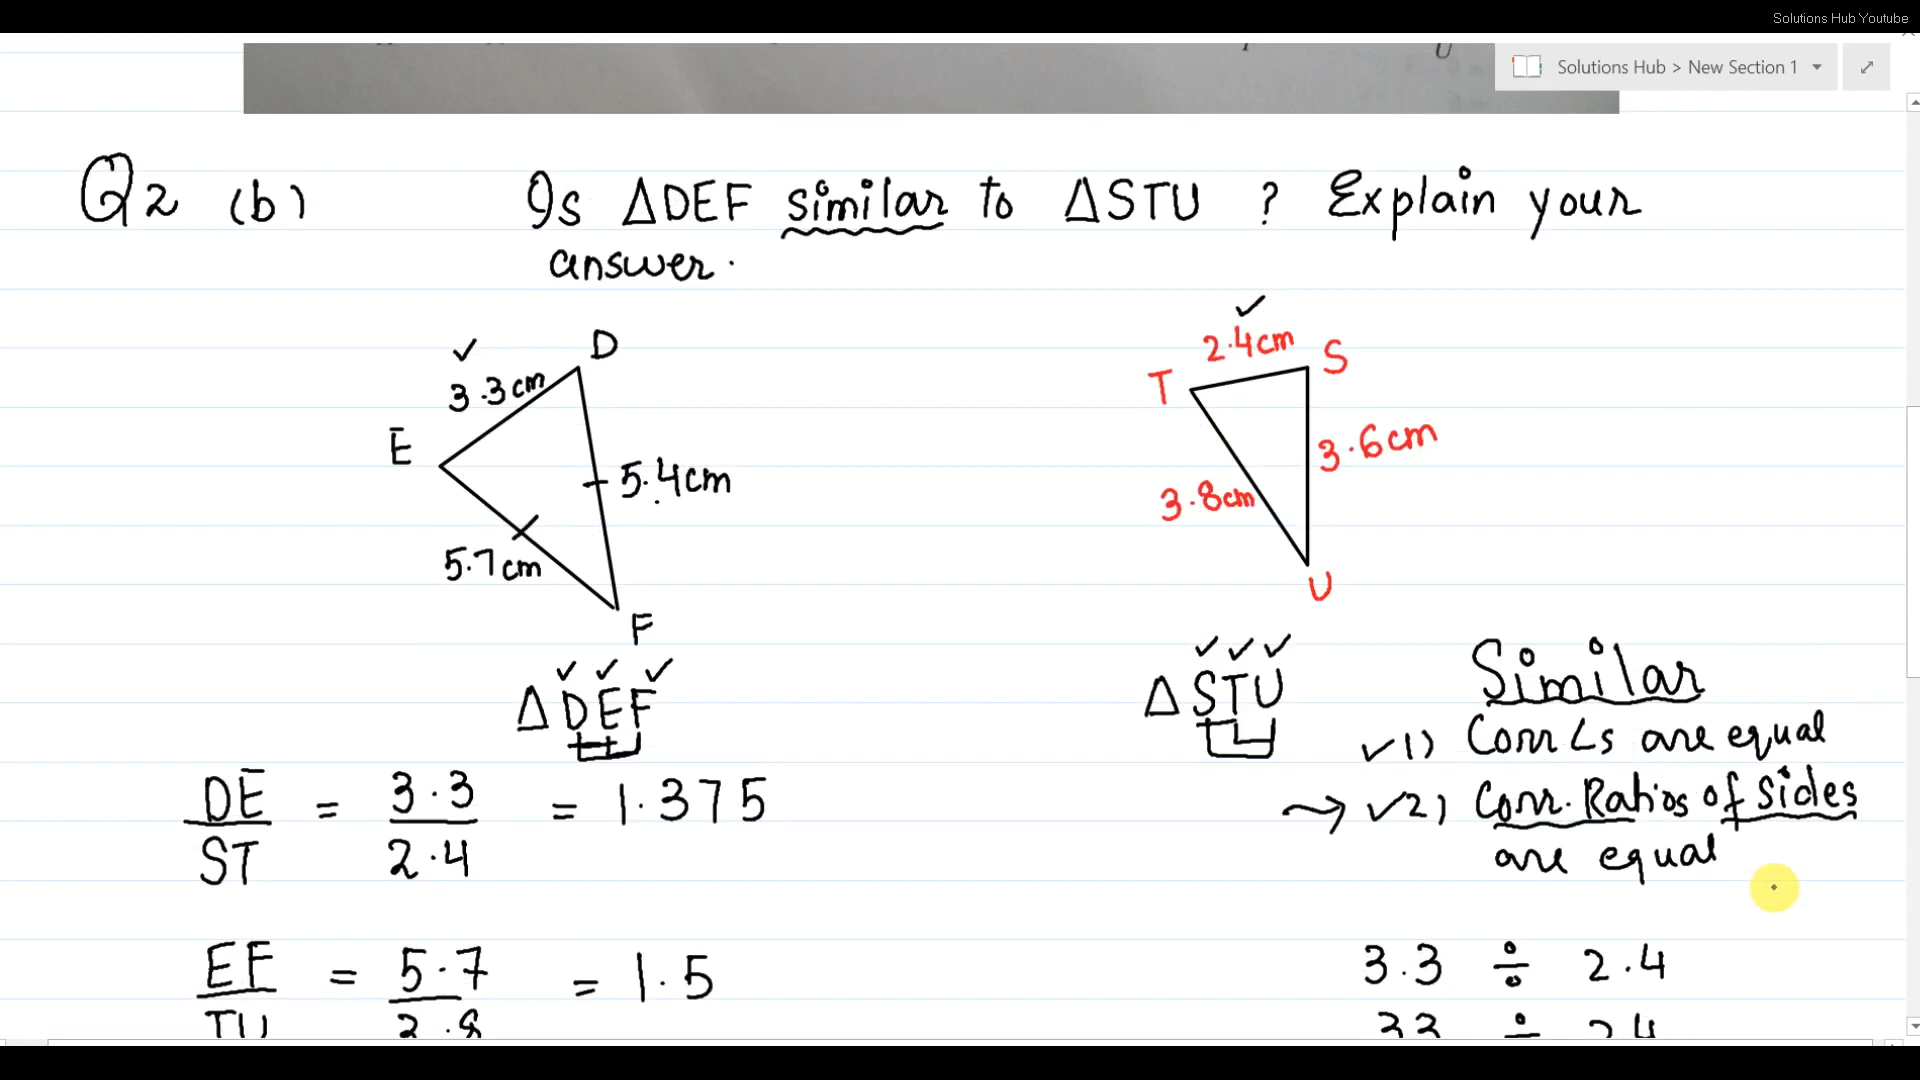 Solutions Hub Youtube
Solutions Hub > New Section 1
Q2 (b) Is ΔDEF similar to ΔSTU ? Explain your
answer.
D
3.3cm
E
5.4cm
5.7cm
F
2.4cm
S
T
3.6cm
3.8cm
U
ΔDEF
ΔSTU
Similar
1) Corr ∠s are equal
→ 2) Corr. Ratios of Sides
are equal
DE/ST = 3.3/2.4 = 1.375
EF/TU = 5.7/3.8 = 1.5
3.3 ÷ 2.4
33 ÷ 24